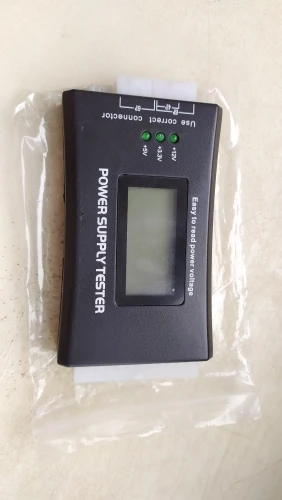 Use correct connector
+12V
+3.3V
+5V
Easy to read power voltage
POWER SUPPLY TESTER